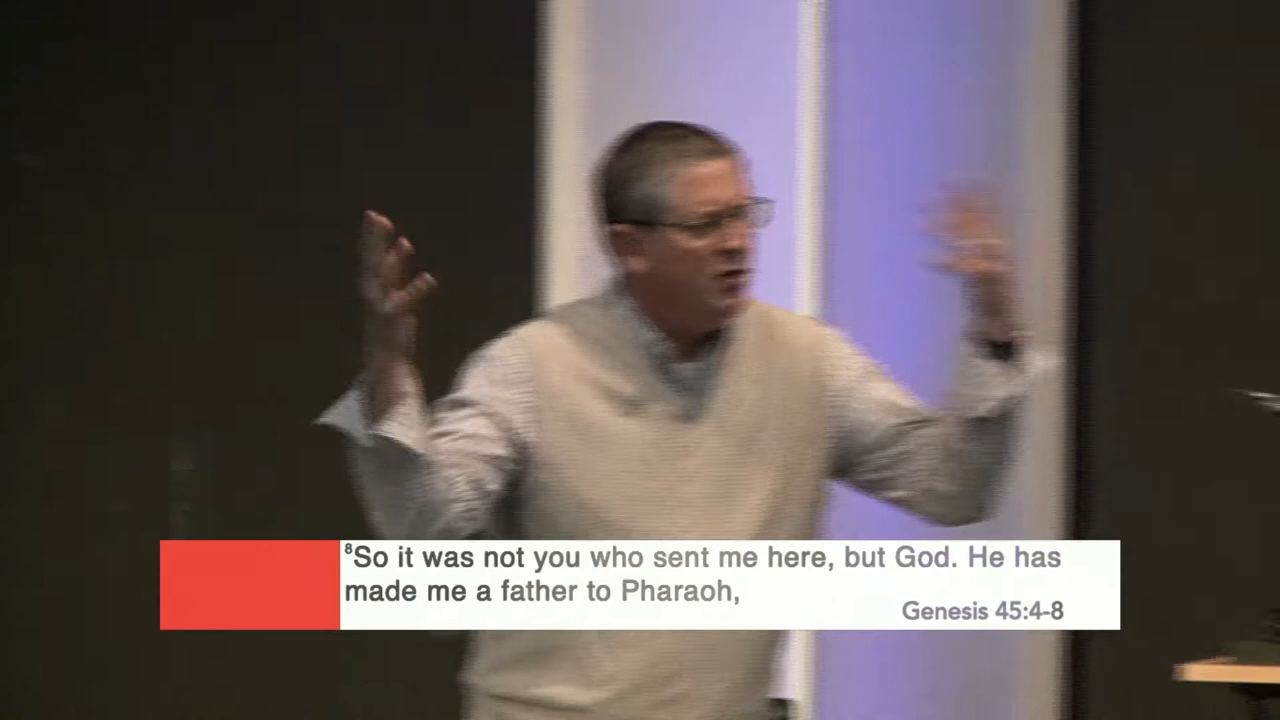 ⁸So it was not you who sent me here, but God. He has
made me a father to Pharaoh,
Genesis 45:4-8